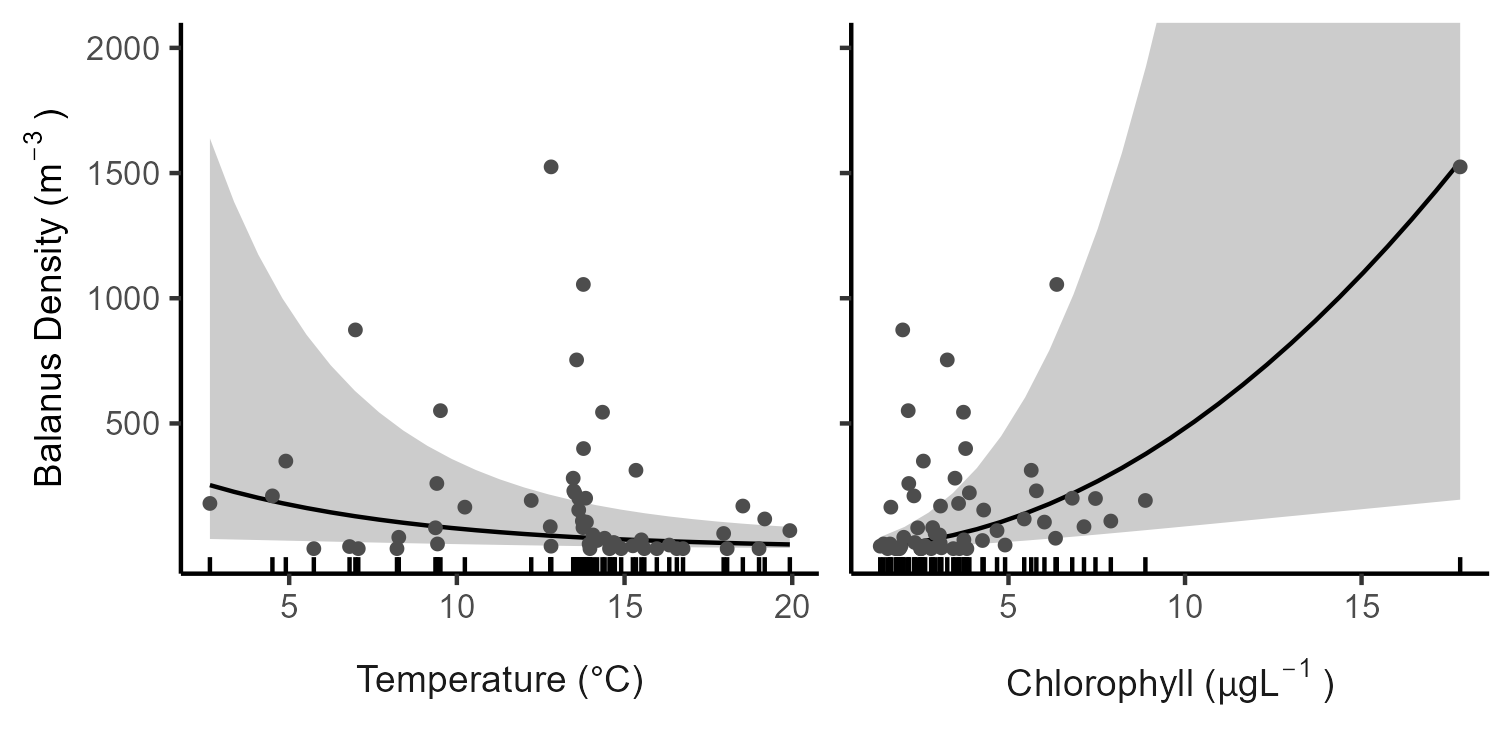 Balanus Density (m⁻³ )
2000
1500
1000
500
5 10 15 20
5 10 15
Temperature (°C)
Chlorophyll (µgL⁻¹ )